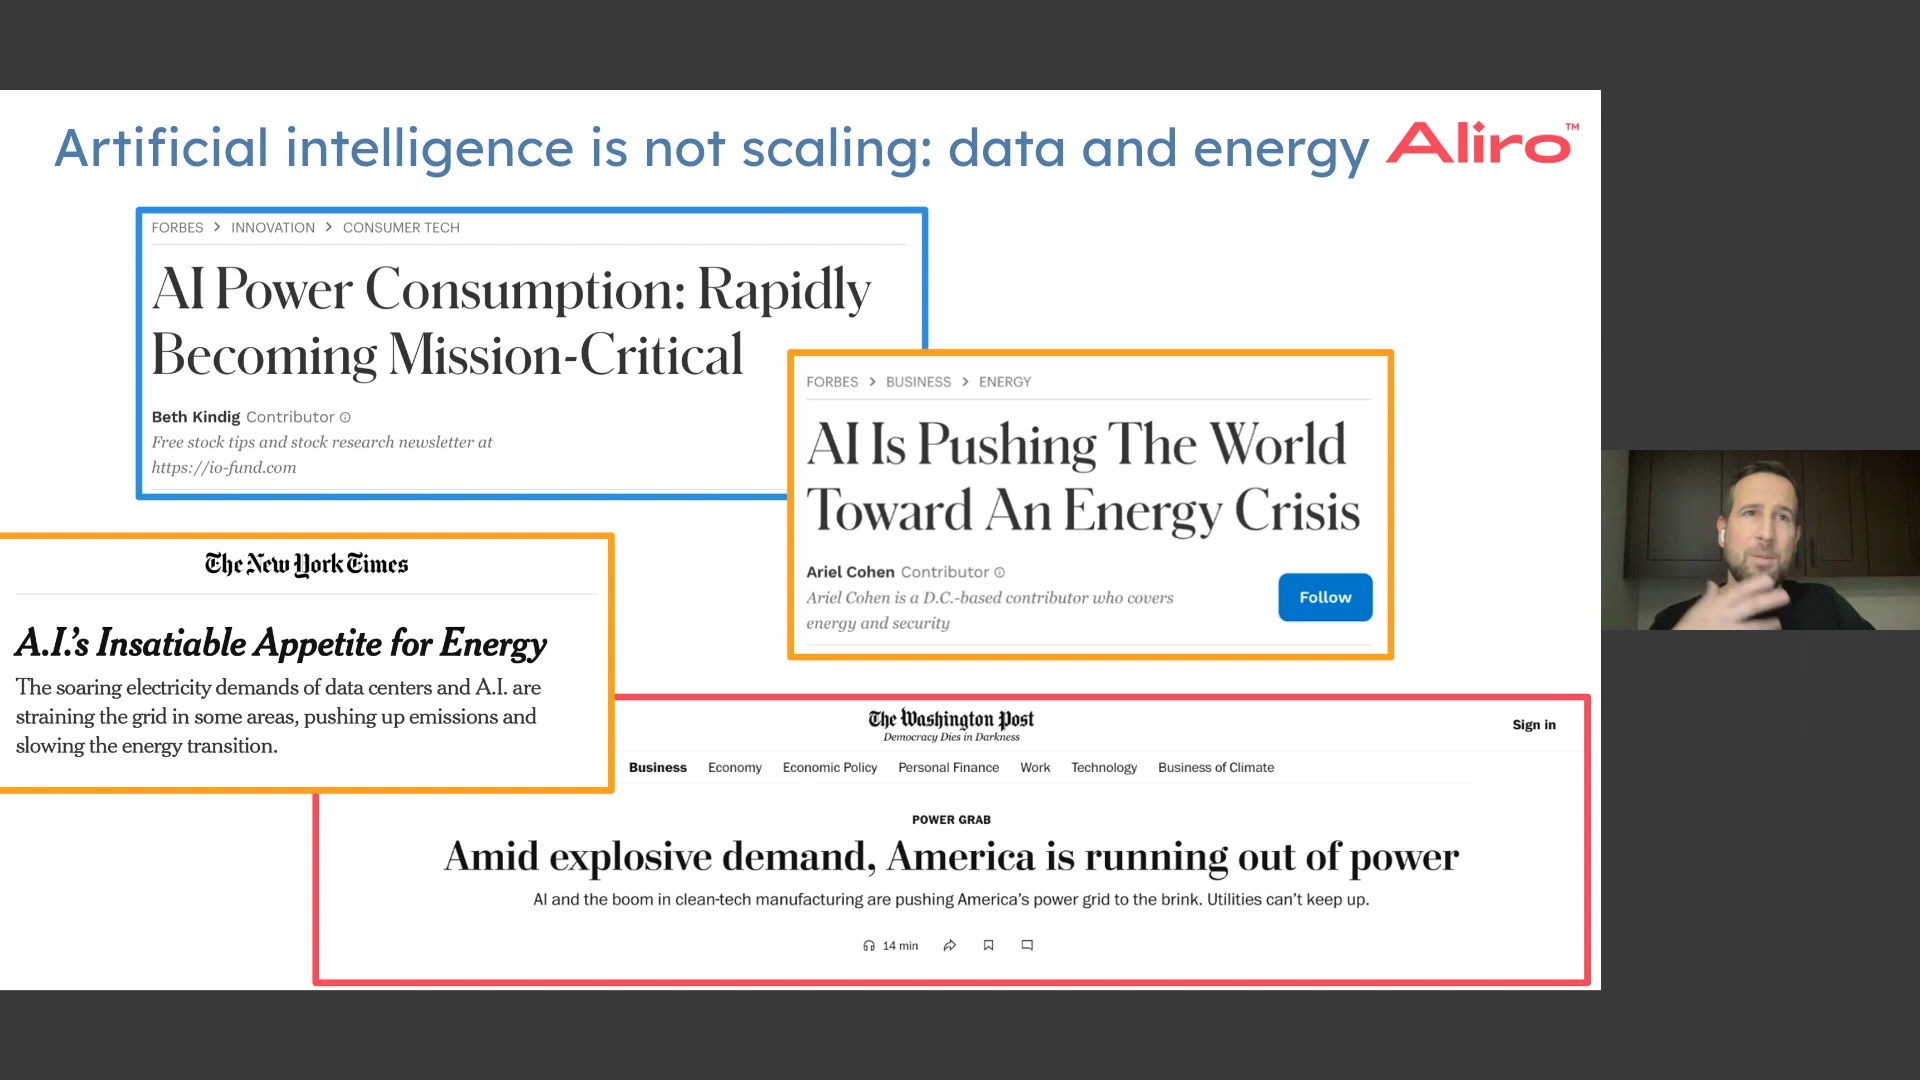 Artificial intelligence is not scaling: data and energy
Aliro™
FORBES > INNOVATION > CONSUMER TECH
AI Power Consumption: Rapidly
Becoming Mission-Critical
Beth Kindig Contributor
Free stock tips and stock research newsletter at
https://io-fund.com
FORBES > BUSINESS > ENERGY
AI Is Pushing The World
Toward An Energy Crisis
Ariel Cohen Contributor
Ariel Cohen is a D.C.-based contributor who covers
energy and security
Follow
The New York Times
A.I.'s Insatiable Appetite for Energy
The soaring electricity demands of data centers and A.I. are
straining the grid in some areas, pushing up emissions and
slowing the energy transition.
The Washington Post
Democracy Dies in Darkness
Sign in
Business Economy Economic Policy Personal Finance Work Technology Business of Climate
POWER GRAB
Amid explosive demand, America is running out of power
AI and the boom in clean-tech manufacturing are pushing America's power grid to the brink. Utilities can't keep up.
14 min